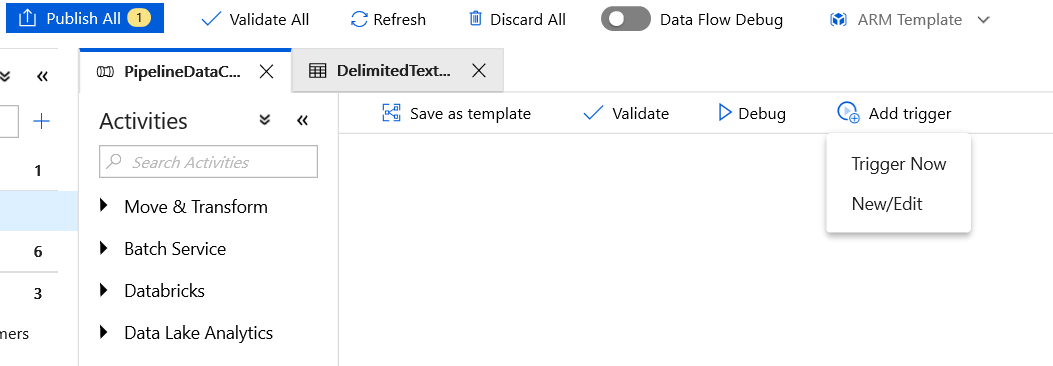 Publish All 1 Validate All Refresh Discard All Data Flow Debug ARM Template
PipelineDataC... DelimitedText...
Activities
Save as template Validate Debug Add trigger
Search Activities
Trigger Now
New/Edit
1
Move & Transform
6
Batch Service
3
Databricks
mers
Data Lake Analytics